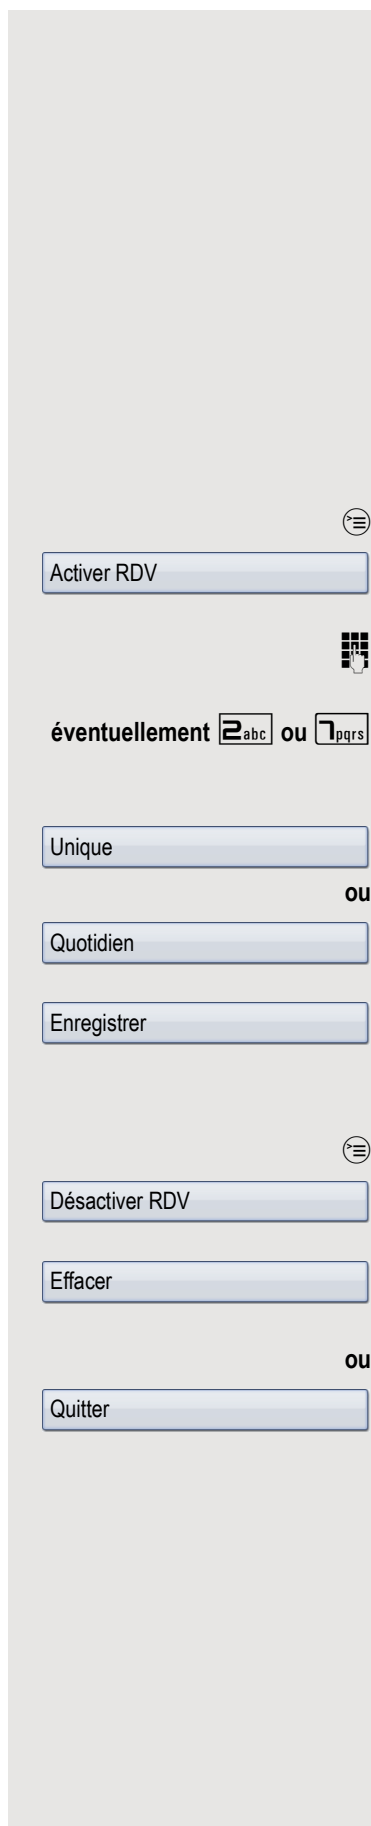 Activer RDV
éventuellement 2abc ou 7pqrs
Unique
ou
Quotidien
Enregistrer
Désactiver RDV
Effacer
ou
Quitter